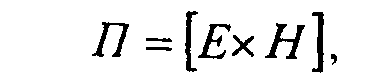 П = [E× H],